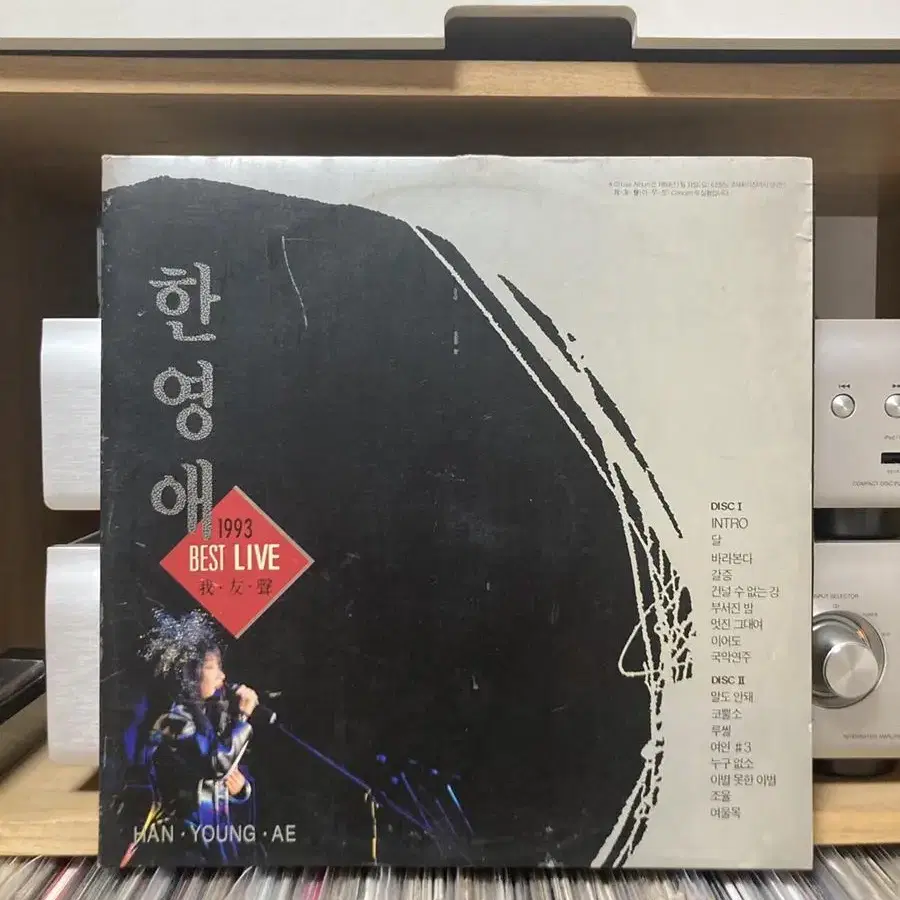 한영애
1993
BEST LIVE
我·友·聲
HAN·YOUNG·AE
DISC I
INTRO
달
바라본다
갈증
건널 수 없는 강
부서진 밤
멋진 그대여
이어도
국악연주
DISC II
말도 안돼
코뿔소
루씰
여인 #3
누구 없소
이별 못한 이별
조율
여울목
INPUT SELECTOR